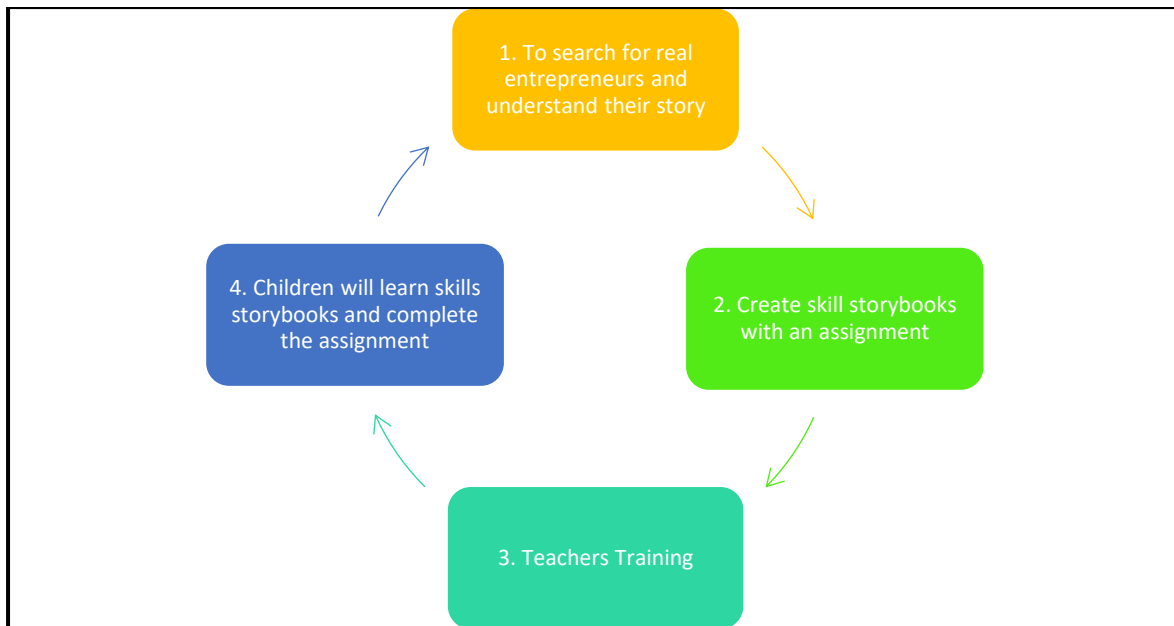 1. To search for real
entrepreneurs and
understand their story
2. Create skill storybooks
with an assignment
3. Teachers Training
4. Children will learn skills
storybooks and complete
the assignment